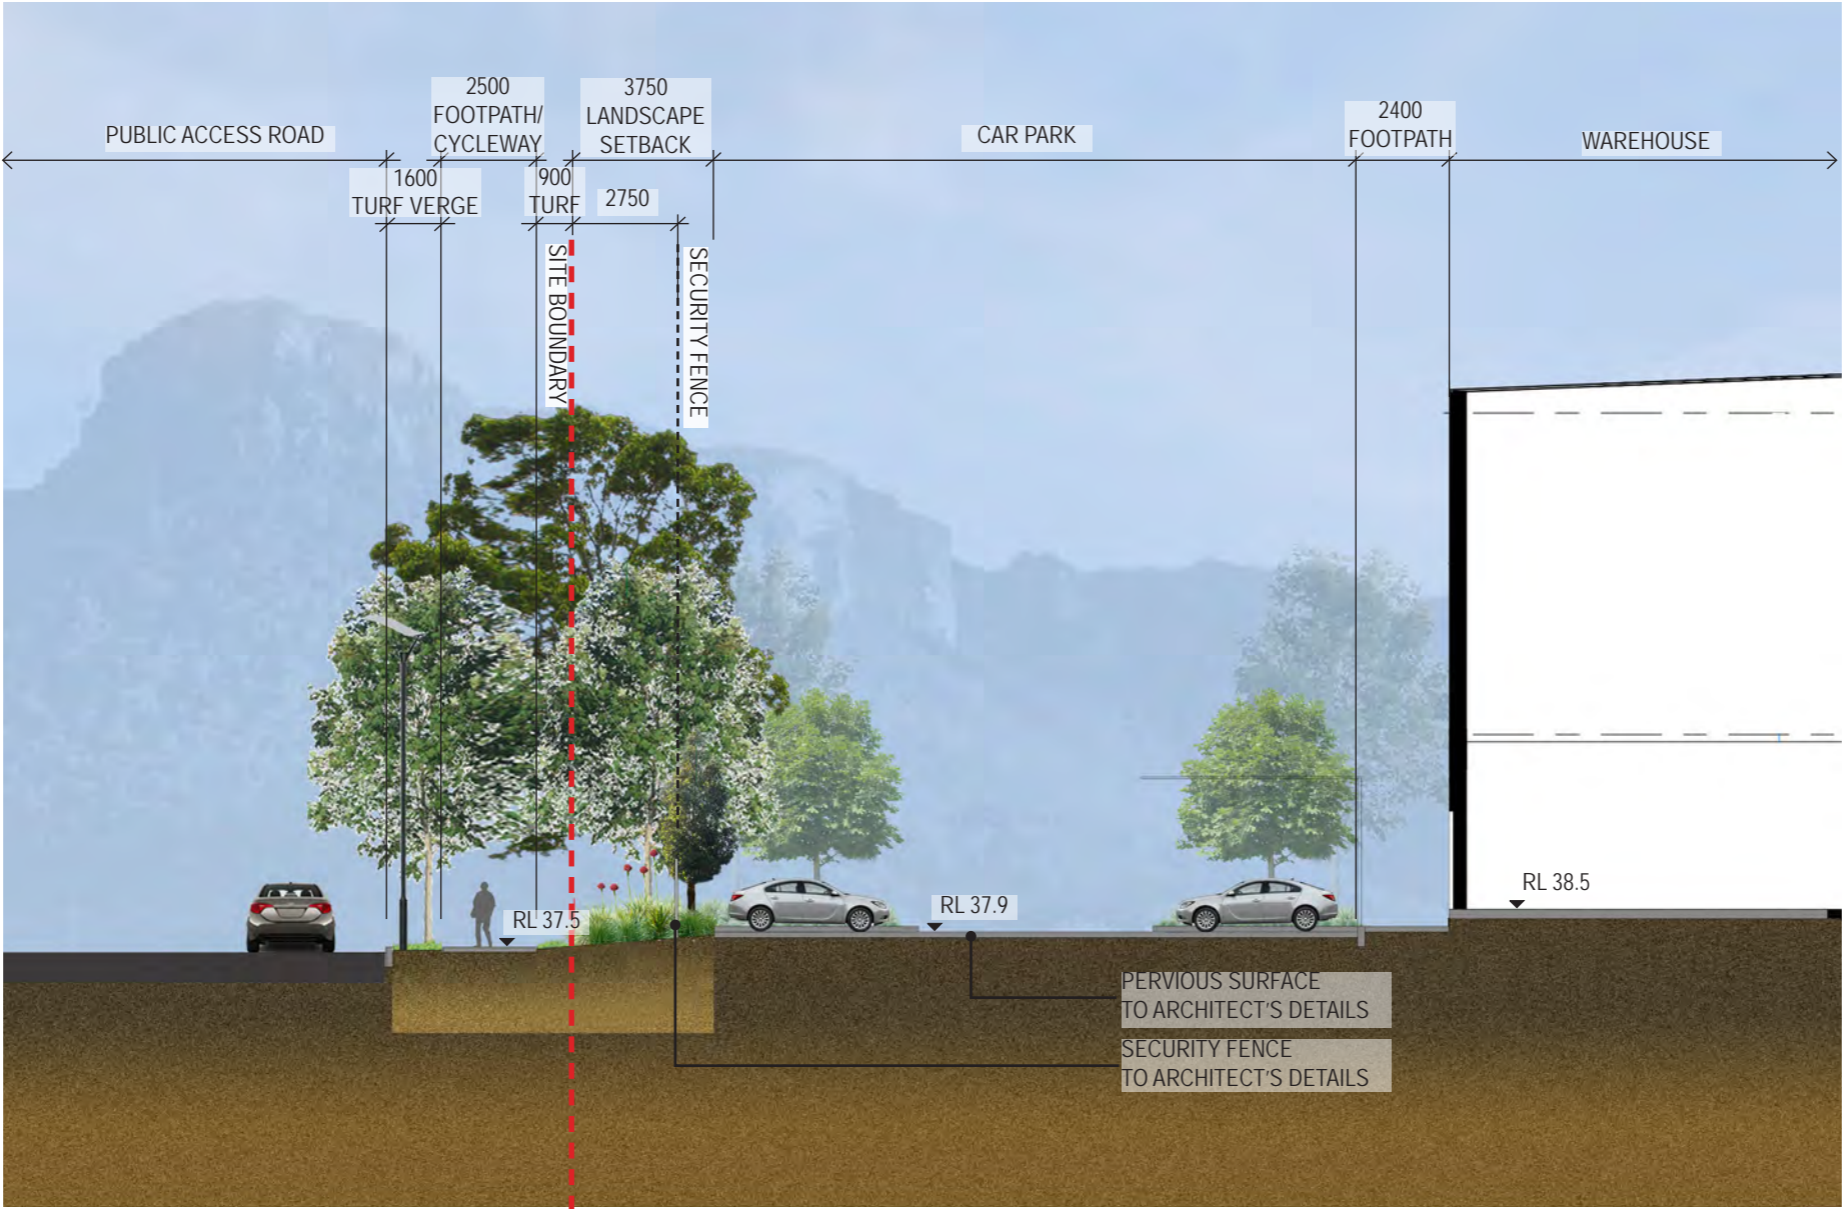 PUBLIC ACCESS ROAD
2500
FOOTPATH/
CYCLEWAY
3750
LANDSCAPE
SETBACK
CAR PARK
2400
FOOTPATH
WAREHOUSE
1600
TURF VERGE
900
TURF
2750
SITE BOUNDARY
SECURITY FENCE
RL 37.5
RL 37.9
RL 38.5
PERVIOUS SURFACE
TO ARCHITECT'S DETAILS
SECURITY FENCE
TO ARCHITECT'S DETAILS